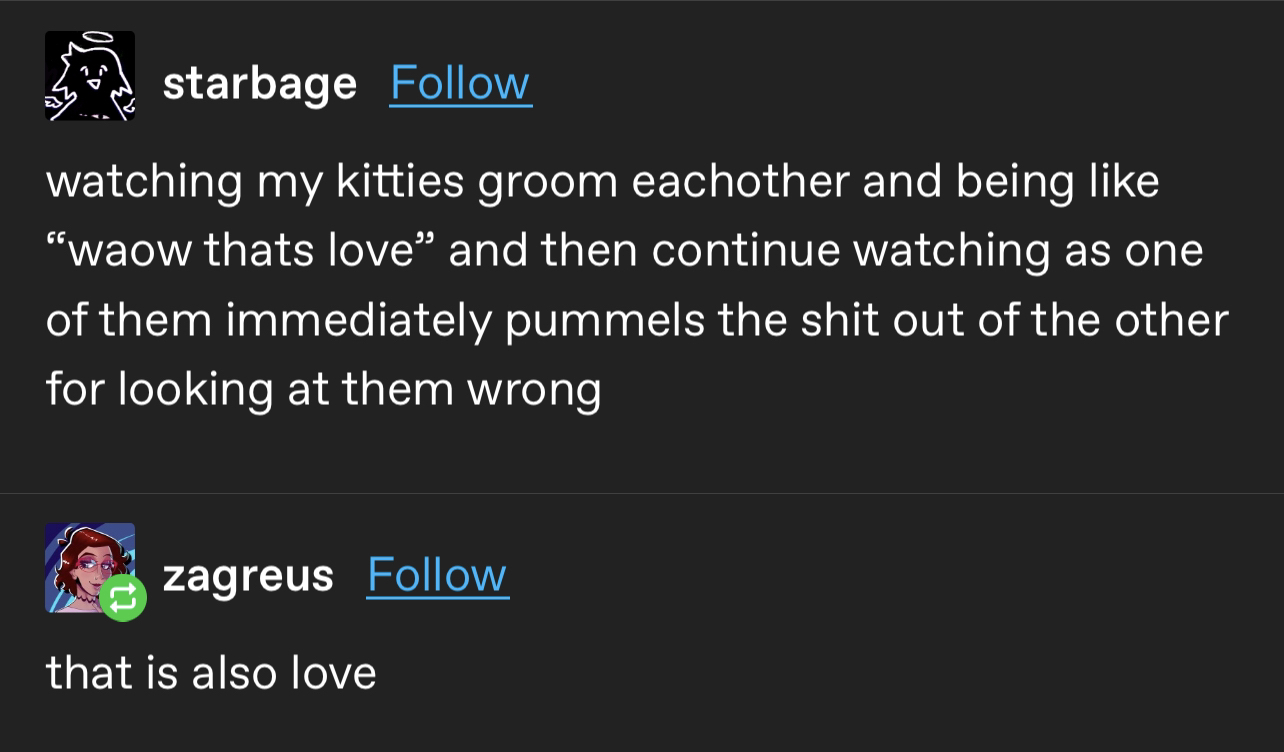 starbage Follow
watching my kitties groom eachother and being like
“waow thats love” and then continue watching as one
of them immediately pummels the shit out of the other
for looking at them wrong
zagreus Follow
that is also love